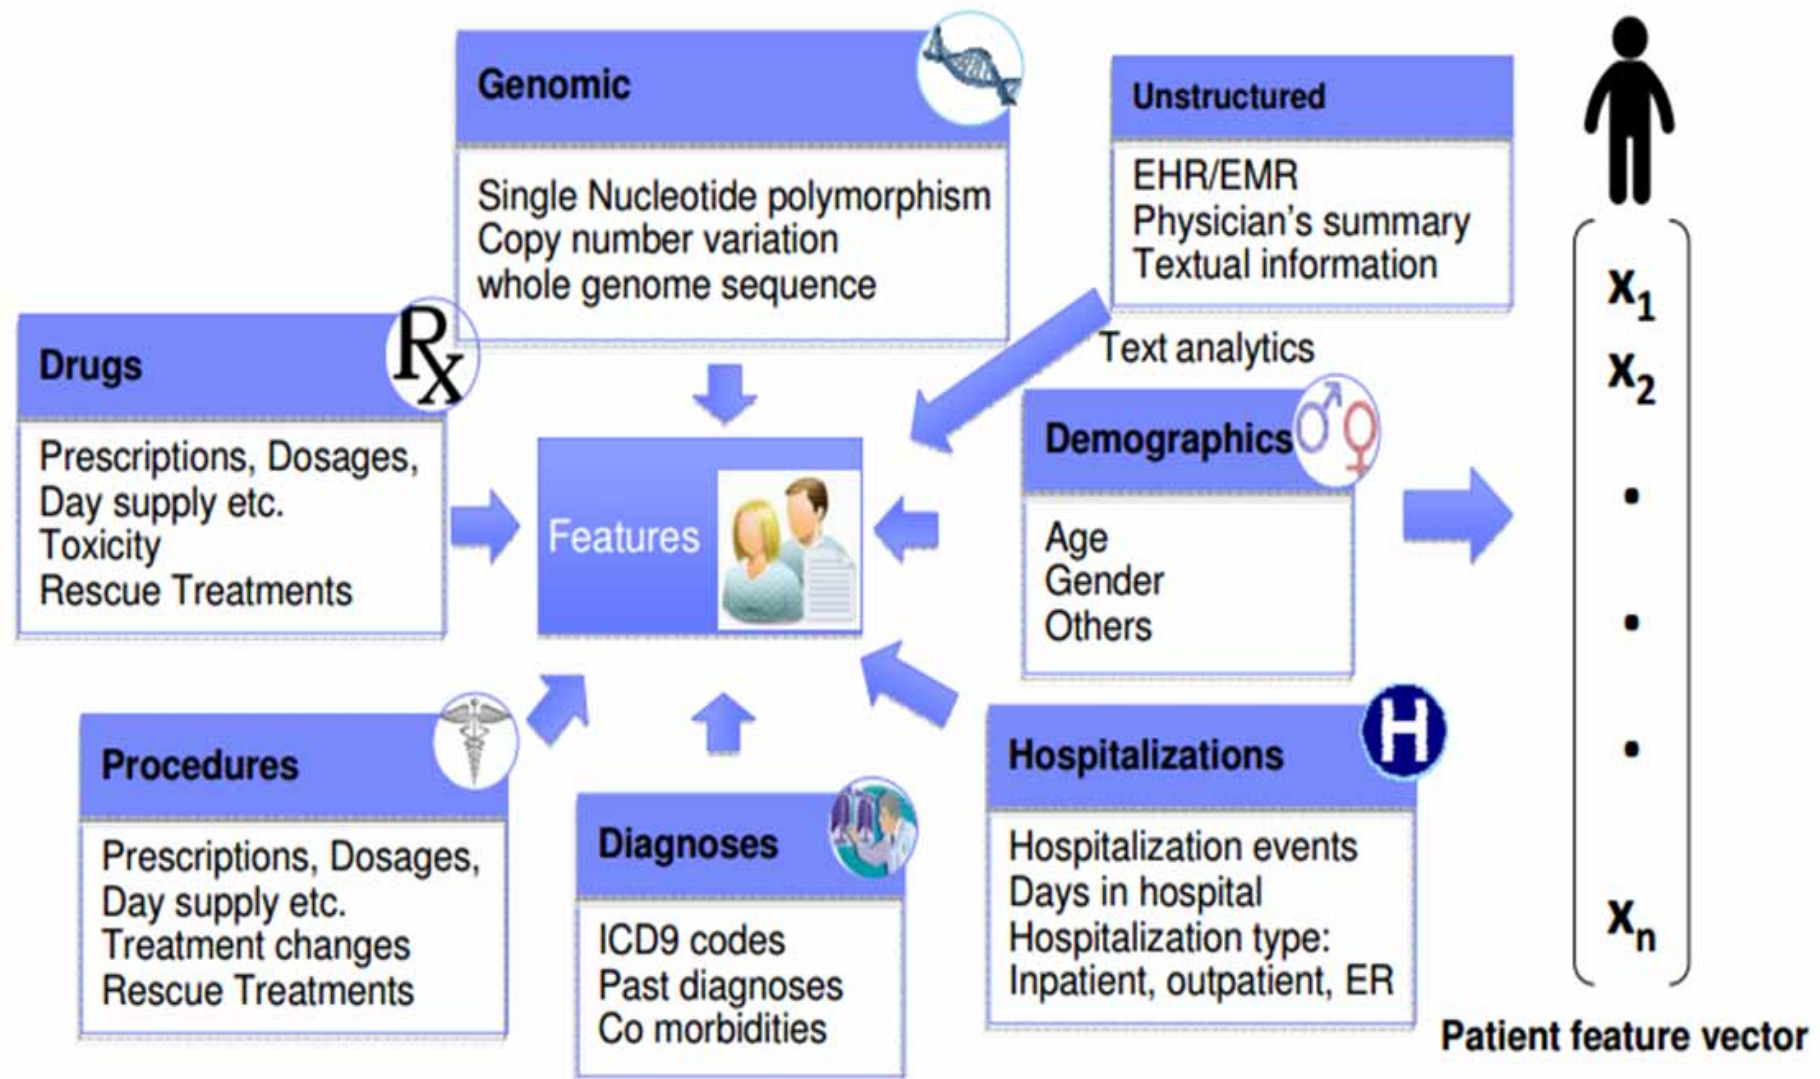 Genomic
Single Nucleotide polymorphism
Copy number variation
whole genome sequence
Unstructured
EHR/EMR
Physician's summary
Textual information
Text analytics
Drugs
Rx
Prescriptions, Dosages,
Day supply etc.
Toxicity
Rescue Treatments
Features
Demographics
Age
Gender
Others
Procedures
Prescriptions, Dosages,
Day supply etc.
Treatment changes
Rescue Treatments
Diagnoses
ICD9 codes
Past diagnoses
Co morbidities
Hospitalizations
H
Hospitalization events
Days in hospital
Hospitalization type:
Inpatient, outpatient, ER
x₁
x₂
.
.
.
xₙ
Patient feature vector